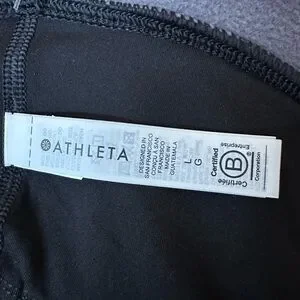 ATHLETA
DESIGNED IN
SAN FRANCISCO
CONÇU À SAN
FRANCISCO
MADE IN
GUATEMALA
L
G
Certified
B
Corporation
Certifiée
Entreprise